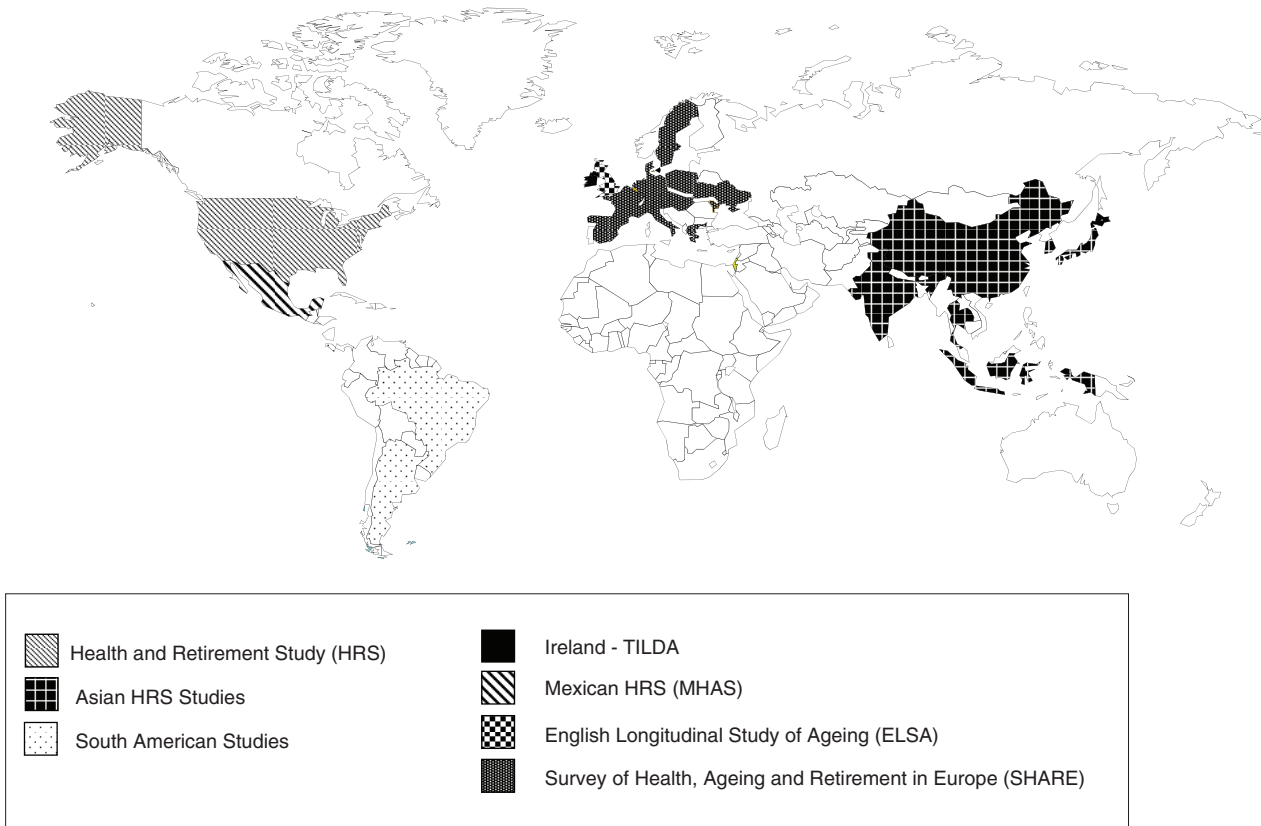 Health and Retirement Study (HRS)
Asian HRS Studies
South American Studies
Ireland - TILDA
Mexican HRS (MHAS)
English Longitudinal Study of Ageing (ELSA)
Survey of Health, Ageing and Retirement in Europe (SHARE)